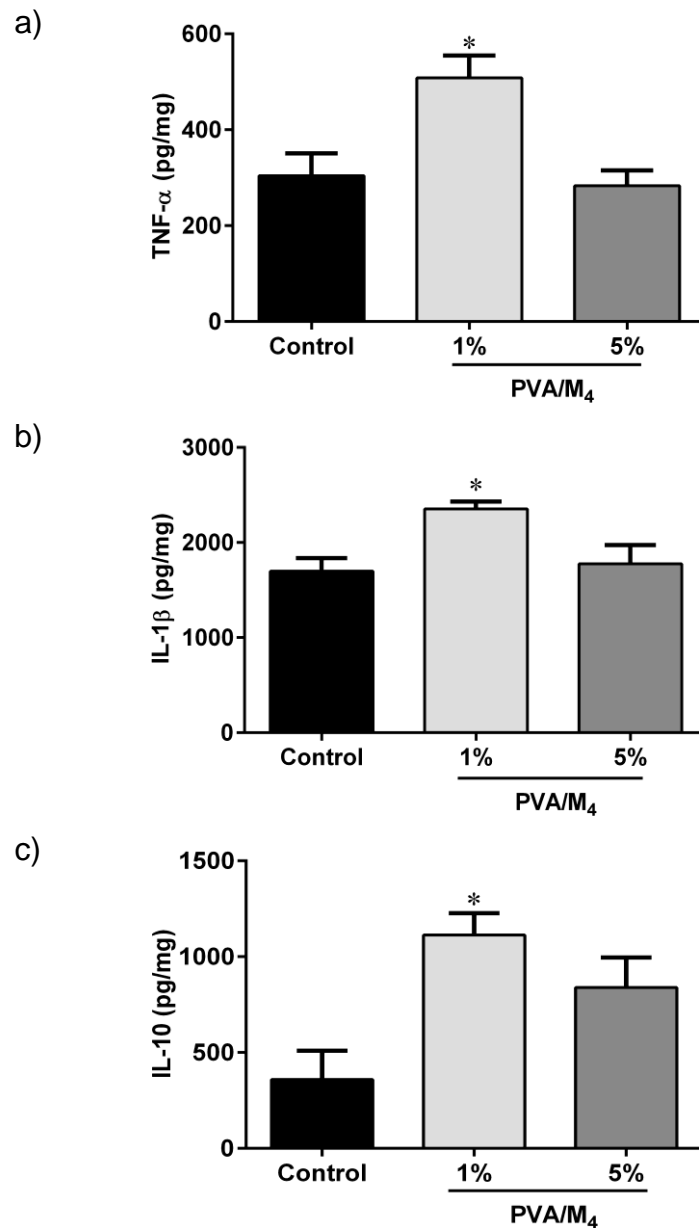 a)
600
400
200
0
TNF-α (pg/mg)
*
Control 1% 5%
PVA/M₄
b)
3000
2000
1000
0
IL-1β (pg/mg)
*
Control 1% 5%
PVA/M₄
c)
1500
1000
500
0
IL-10 (pg/mg)
*
Control 1% 5%
PVA/M₄